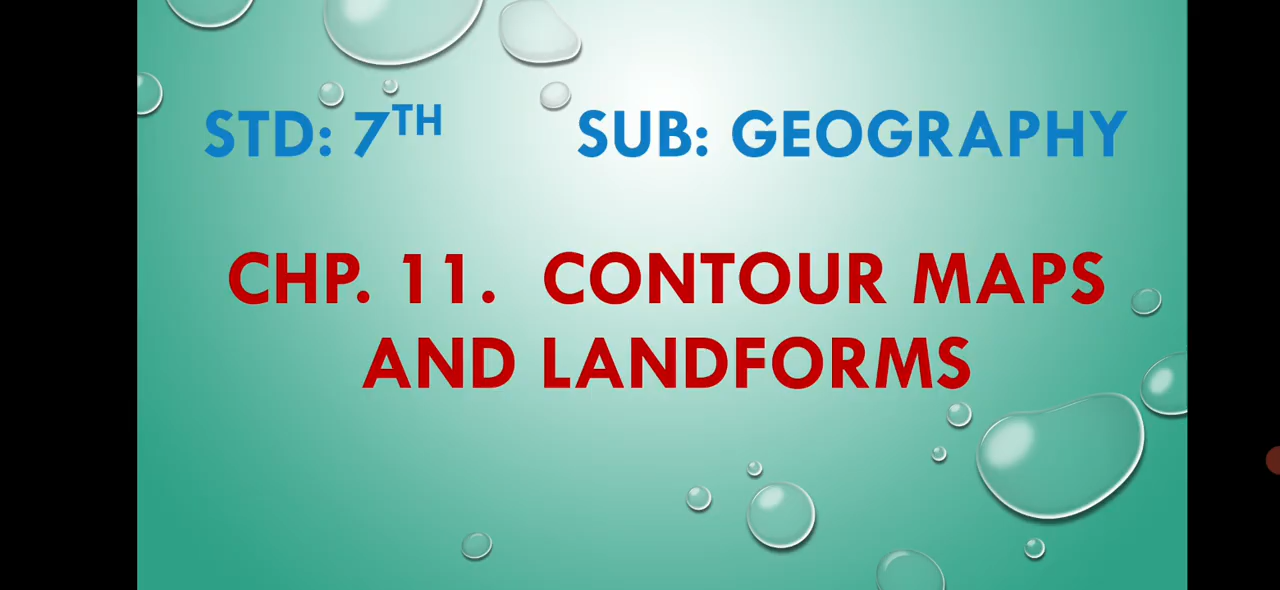 STD: 7TH SUB: GEOGRAPHY
CHP. 11. CONTOUR MAPS
AND LANDFORMS